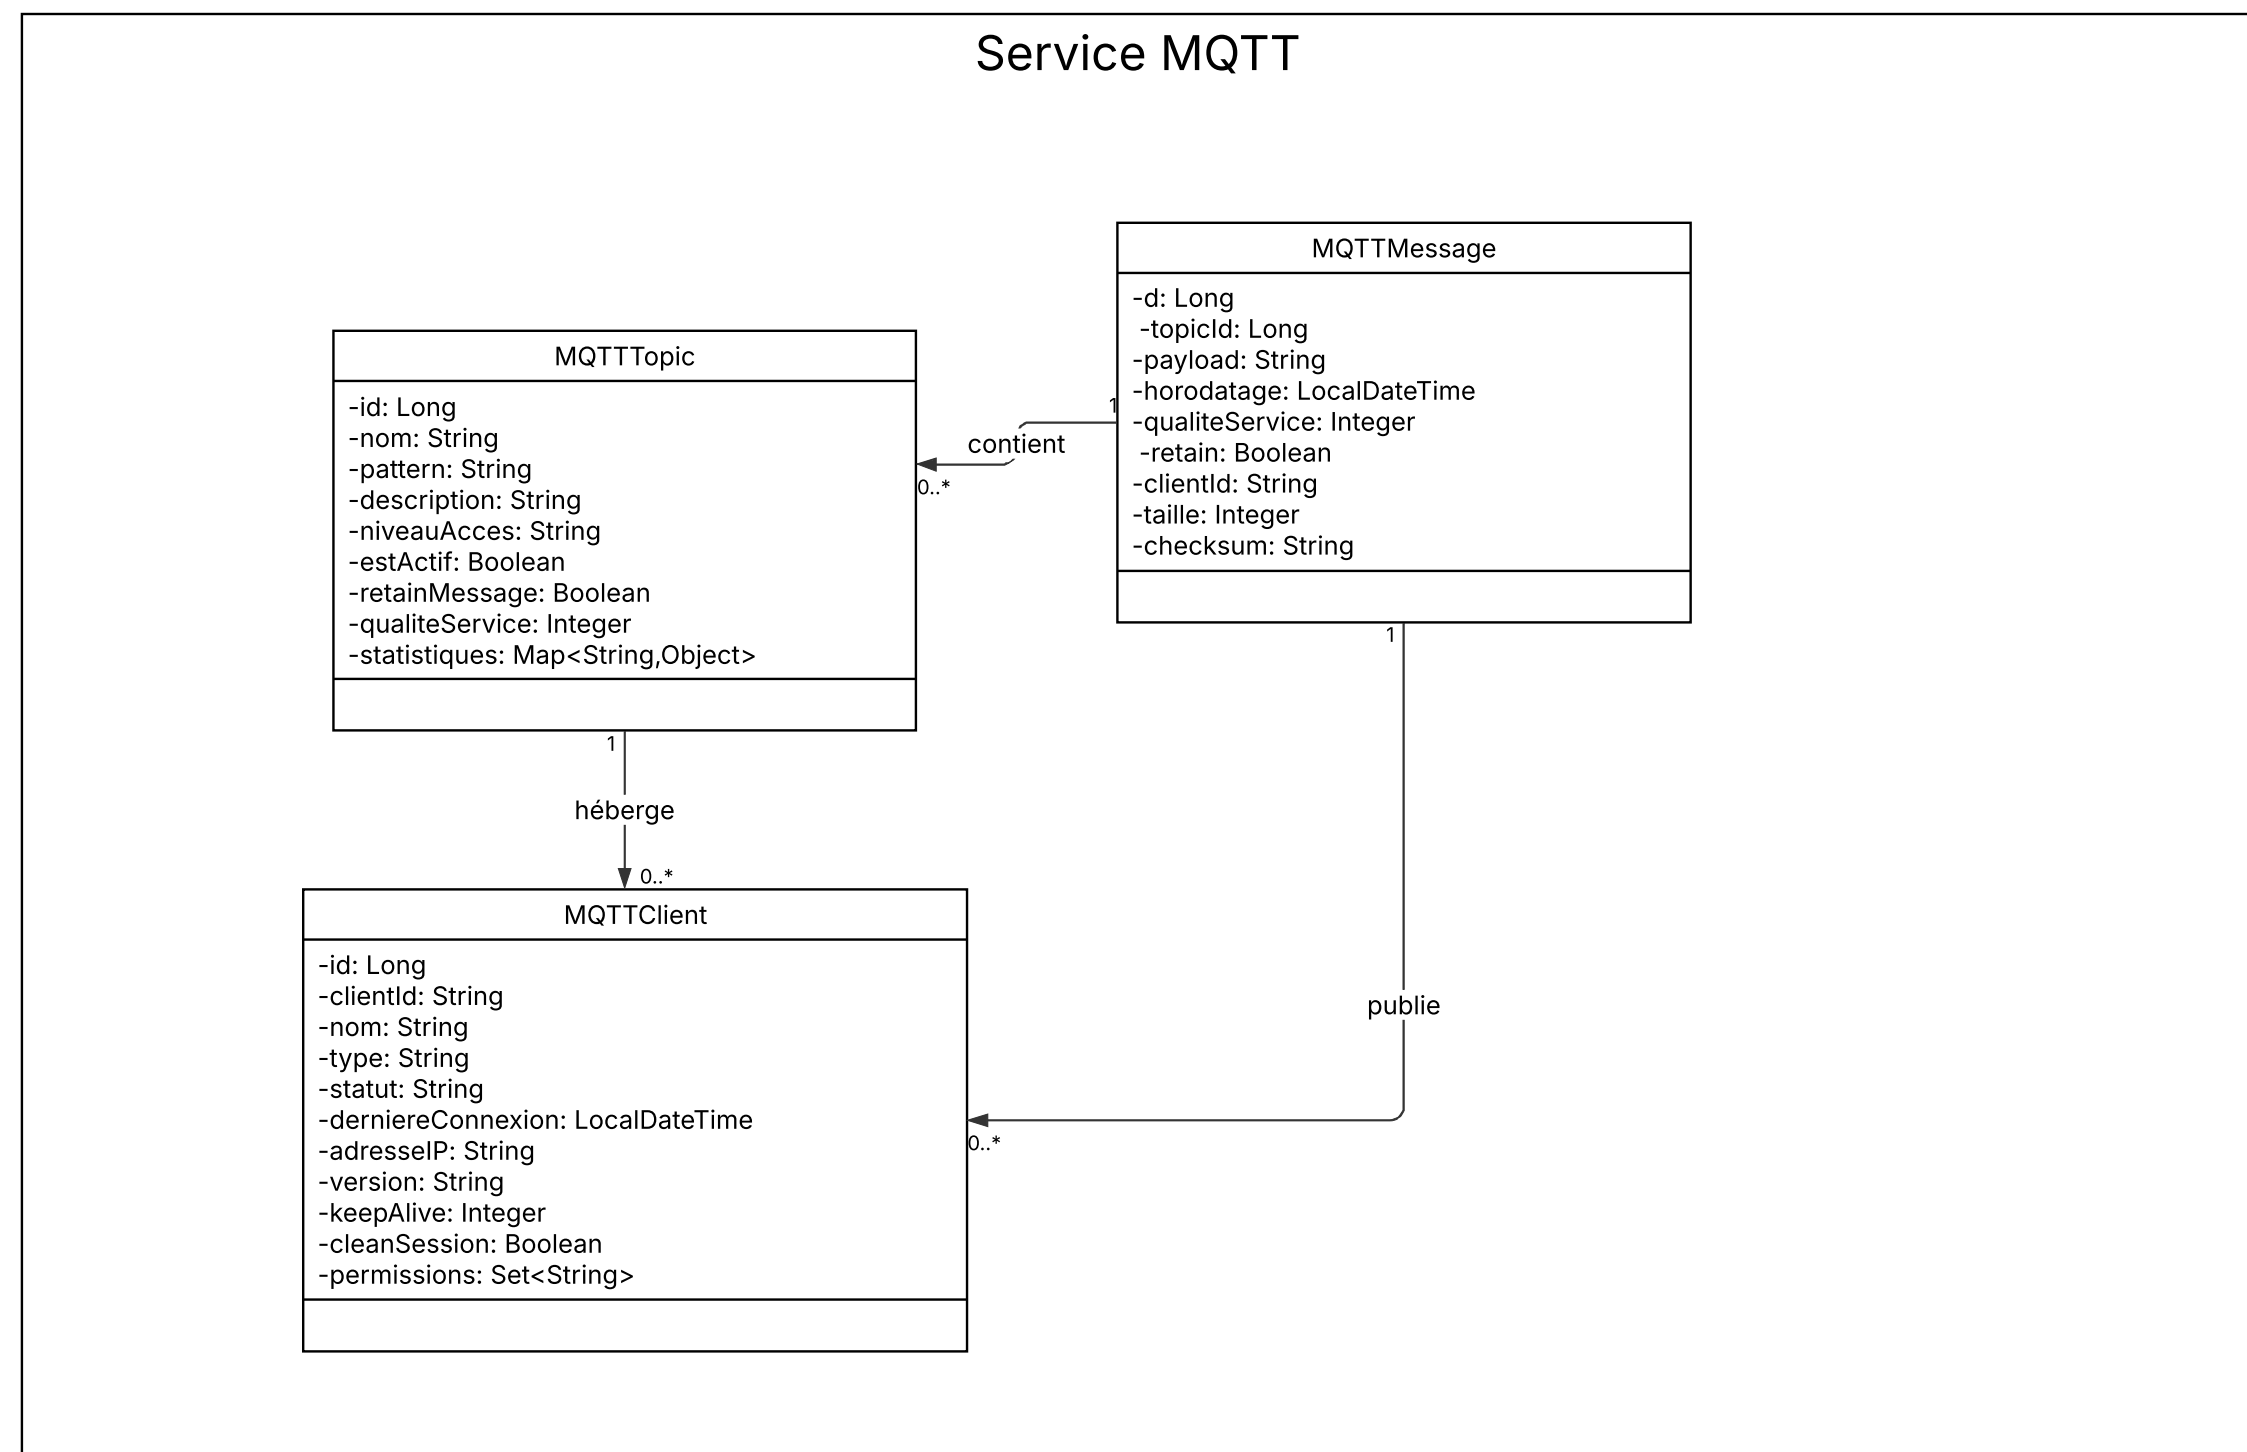 Service MQTT
MQTTMessage
-d: Long
-topicId: Long
-payload: String
-horodatage: LocalDateTime
-qualiteService: Integer
-retain: Boolean
-clientId: String
-taille: Integer
-checksum: String
MQTTTopic
-id: Long
-nom: String
-pattern: String
-description: String
-niveauAcces: String
-estActif: Boolean
-retainMessage: Boolean
-qualiteService: Integer
-statistiques: Map<String,Object>
1
contient
0..*
1
héberge
0..*
1
publie
0..*
MQTTClient
-id: Long
-clientId: String
-nom: String
-type: String
-statut: String
-derniereConnexion: LocalDateTime
-adresseIP: String
-version: String
-keepAlive: Integer
-cleanSession: Boolean
-permissions: Set<String>